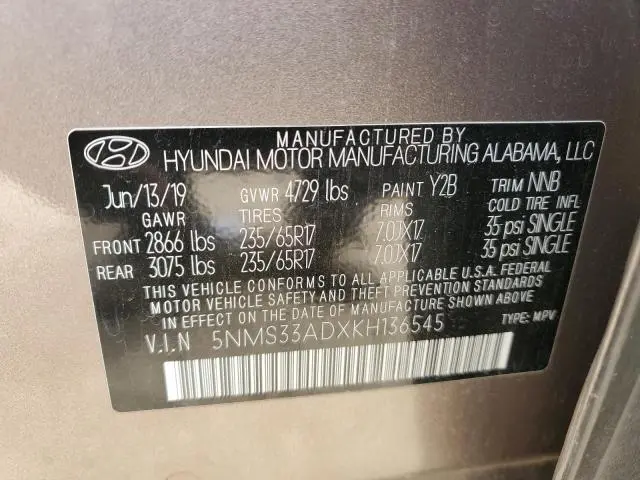 MANUFACTURED BY
HYUNDAI MOTOR MANUFACTURING ALABAMA, LLC
Jun/13/19 GVWR 4729 lbs PAINT Y2B TRIM NNB
GAWR TIRES RIMS COLD TIRE INFL
FRONT 2866 lbs 235/65R17 7.0JX17 35 psi SINGLE
REAR 3075 lbs 235/65R17 7.0JX17 35 psi SINGLE
THIS VEHICLE CONFORMS TO ALL APPLICABLE U.S.A. FEDERAL
MOTOR VEHICLE SAFETY AND THEFT PREVENTION STANDARDS
IN EFFECT ON THE DATE OF MANUFACTURE SHOWN ABOVE.
V.I.N 5NMS33ADXKH136545 TYPE: MPV